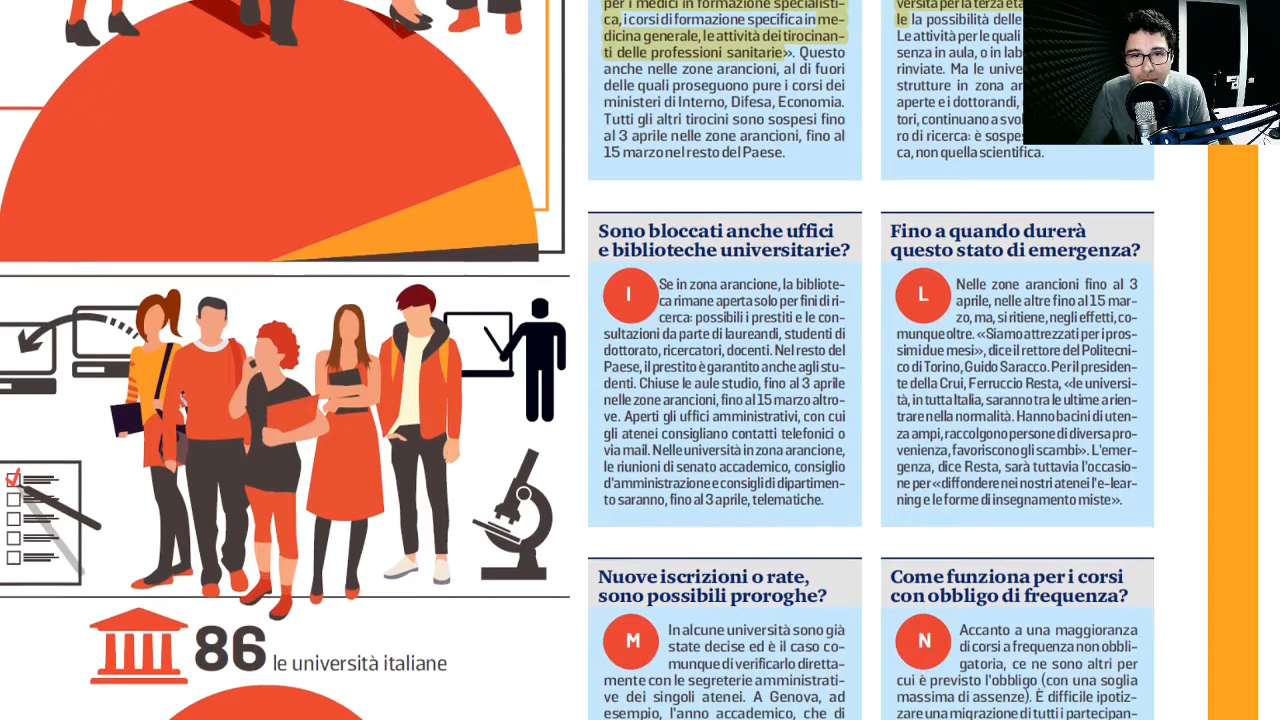 per i medici in formazione specialisti-
ca, i corsi di formazione specifica in me-
dicina generale, le attività dei tirocinan-
ti delle professioni sanitarie». Questo
anche nelle zone arancioni, al di fuori
delle quali proseguono pure i corsi dei
ministeri di Interno, Difesa, Economia.
Tutti gli altri tirocini sono sospesi fino
al 3 aprile nelle zone arancioni, fino al
15 marzo nel resto del Paese.
versità per la terza età
le la possibilità delle
Le attività per le quali
senza in aula, o in lab
rinviate. Ma le unive
strutture in zona ar
aperte e i dottorandi,
tori, continuano a svol
ro di ricerca: è sospes
ca, non quella scientifica.
Sono bloccati anche uffici
e biblioteche universitarie?
I
Se in zona arancione, la bibliote-
ca rimane aperta solo per fini di ri-
cerca: possibili i prestiti e le con-
sultazioni da parte di laureandi, studenti di
dottorato, ricercatori, docenti. Nel resto del
Paese, il prestito è garantito anche agli stu-
denti. Chiuse le aule studio, fino al 3 aprile
nelle zone arancioni, fino al 15 marzo altro-
ve. Aperti gli uffici amministrativi, con cui
gli atenei consigliano contatti telefonici o
via mail. Nelle università in zona arancione,
le riunioni di senato accademico, consiglio
d'amministrazione e consigli di dipartimen-
to saranno, fino al 3 aprile, telematiche.
Fino a quando durerà
questo stato di emergenza?
L
Nelle zone arancioni fino al 3
aprile, nelle altre fino al 15 mar-
zo, ma, si ritiene, negli effetti, co-
munque oltre. «Siamo attrezzati per i pros-
simi due mesi», dice il rettore del Politecni-
co di Torino, Guido Saracco. Per il presiden-
te della Crui, Ferruccio Resta, «le universi-
tà, in tutta Italia, saranno tra le ultime a rien-
trare nella normalità. Hanno bacini di uten-
za ampi, raccolgono persone di diversa pro-
venienza, favoriscono gli scambi». L'emer-
genza, dice Resta, sarà tuttavia l'occasio-
ne per «diffondere nei nostri atenei l'e-lear-
ning e le forme di insegnamento miste».
86 le università italiane
Nuove iscrizioni o rate,
sono possibili proroghe?
M
In alcune università sono già
state decise ed è il caso co-
munque di verificarlo diretta-
mente con le segreterie amministrati-
ve dei singoli atenei. A Genova, ad
esempio, l'anno accademico, che di
Come funziona per i corsi
con obbligo di frequenza?
N
Accanto a una maggioranza
di corsi a frequenza non obbli-
gatoria, ce ne sono altri per
cui è previsto l'obbligo (con una soglia
massima di assenze). È difficile ipotiz-
zare una migrazione di tutti i partecipan-